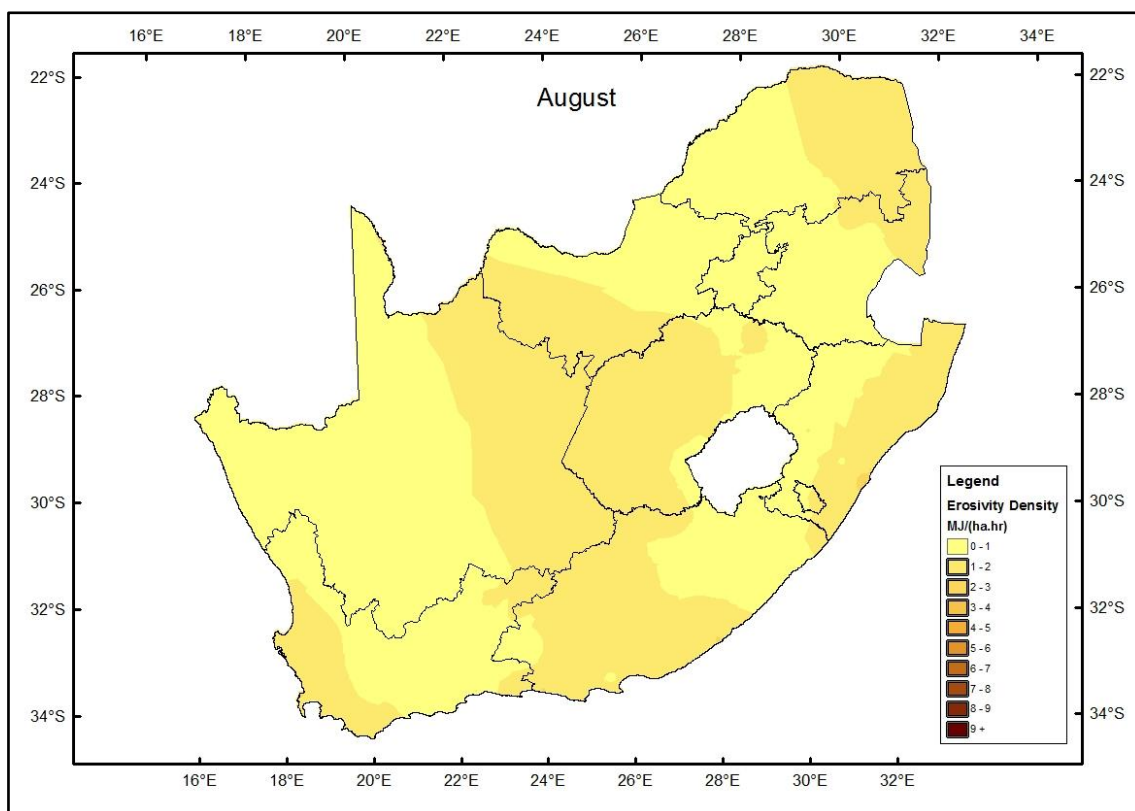 16°E 18°E 20°E 22°E 24°E 26°E 28°E 30°E 32°E 34°E
August
22°S 22°S
24°S 24°S
26°S 26°S
28°S 28°S
30°S 30°S
32°S 32°S
34°S 34°S
Legend
Erosivity Density
MJ/(ha.hr)
0 - 1
1 - 2
2 - 3
3 - 4
4 - 5
5 - 6
6 - 7
7 - 8
8 - 9
9 +
16°E 18°E 20°E 22°E 24°E 26°E 28°E 30°E 32°E